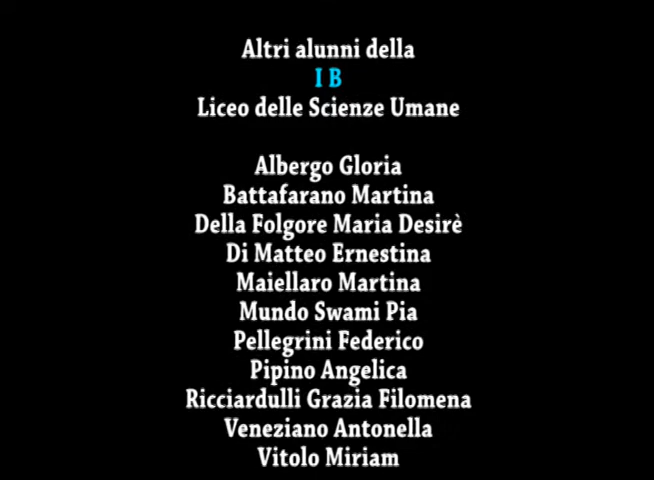 Altri alunni della
I B
Liceo delle Scienze Umane
Albergo Gloria
Battafarano Martina
Della Folgore Maria Desirè
Di Matteo Ernestina
Maiellaro Martina
Mundo Swami Pia
Pellegrini Federico
Pipino Angelica
Ricciardulli Grazia Filomena
Veneziano Antonella
Vitolo Miriam